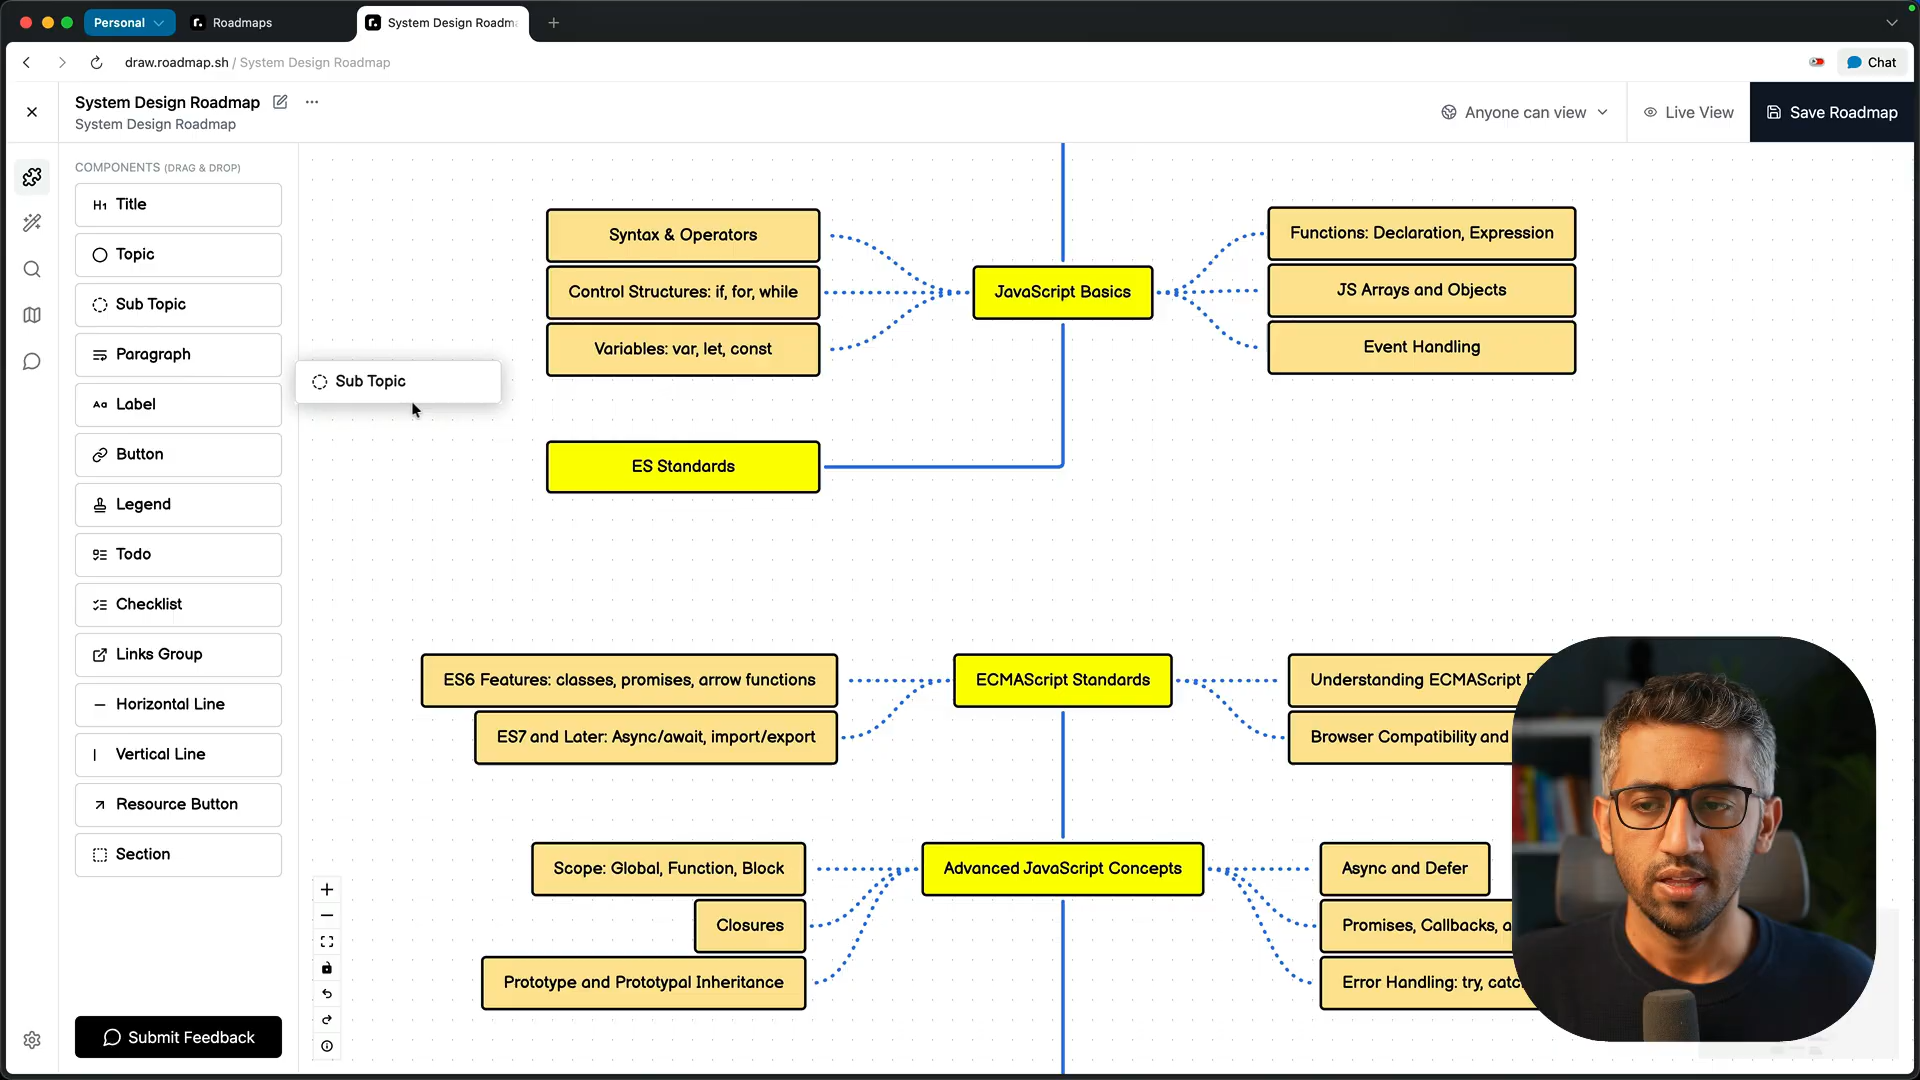 Personal
Roadmaps
System Design Roadm
draw.roadmap.sh / System Design Roadmap
Chat
System Design Roadmap
System Design Roadmap
Anyone can view
Live View
Save Roadmap
COMPONENTS (DRAG & DROP)
H1 Title
Topic
Sub Topic
Paragraph
Aa Label
Button
Legend
Todo
Checklist
Links Group
Horizontal Line
Vertical Line
Resource Button
Section
Submit Feedback
Sub Topic
Syntax & Operators
Control Structures: if, for, while
Variables: var, let, const
JavaScript Basics
Functions: Declaration, Expression
JS Arrays and Objects
Event Handling
ES Standards
ES6 Features: classes, promises, arrow functions
ES7 and Later: Async/await, import/export
ECMAScript Standards
Understanding ECMAScript
Browser Compatibility and
Scope: Global, Function, Block
Closures
Prototype and Prototypal Inheritance
Advanced JavaScript Concepts
Async and Defer
Promises, Callbacks, a
Error Handling: try, catc